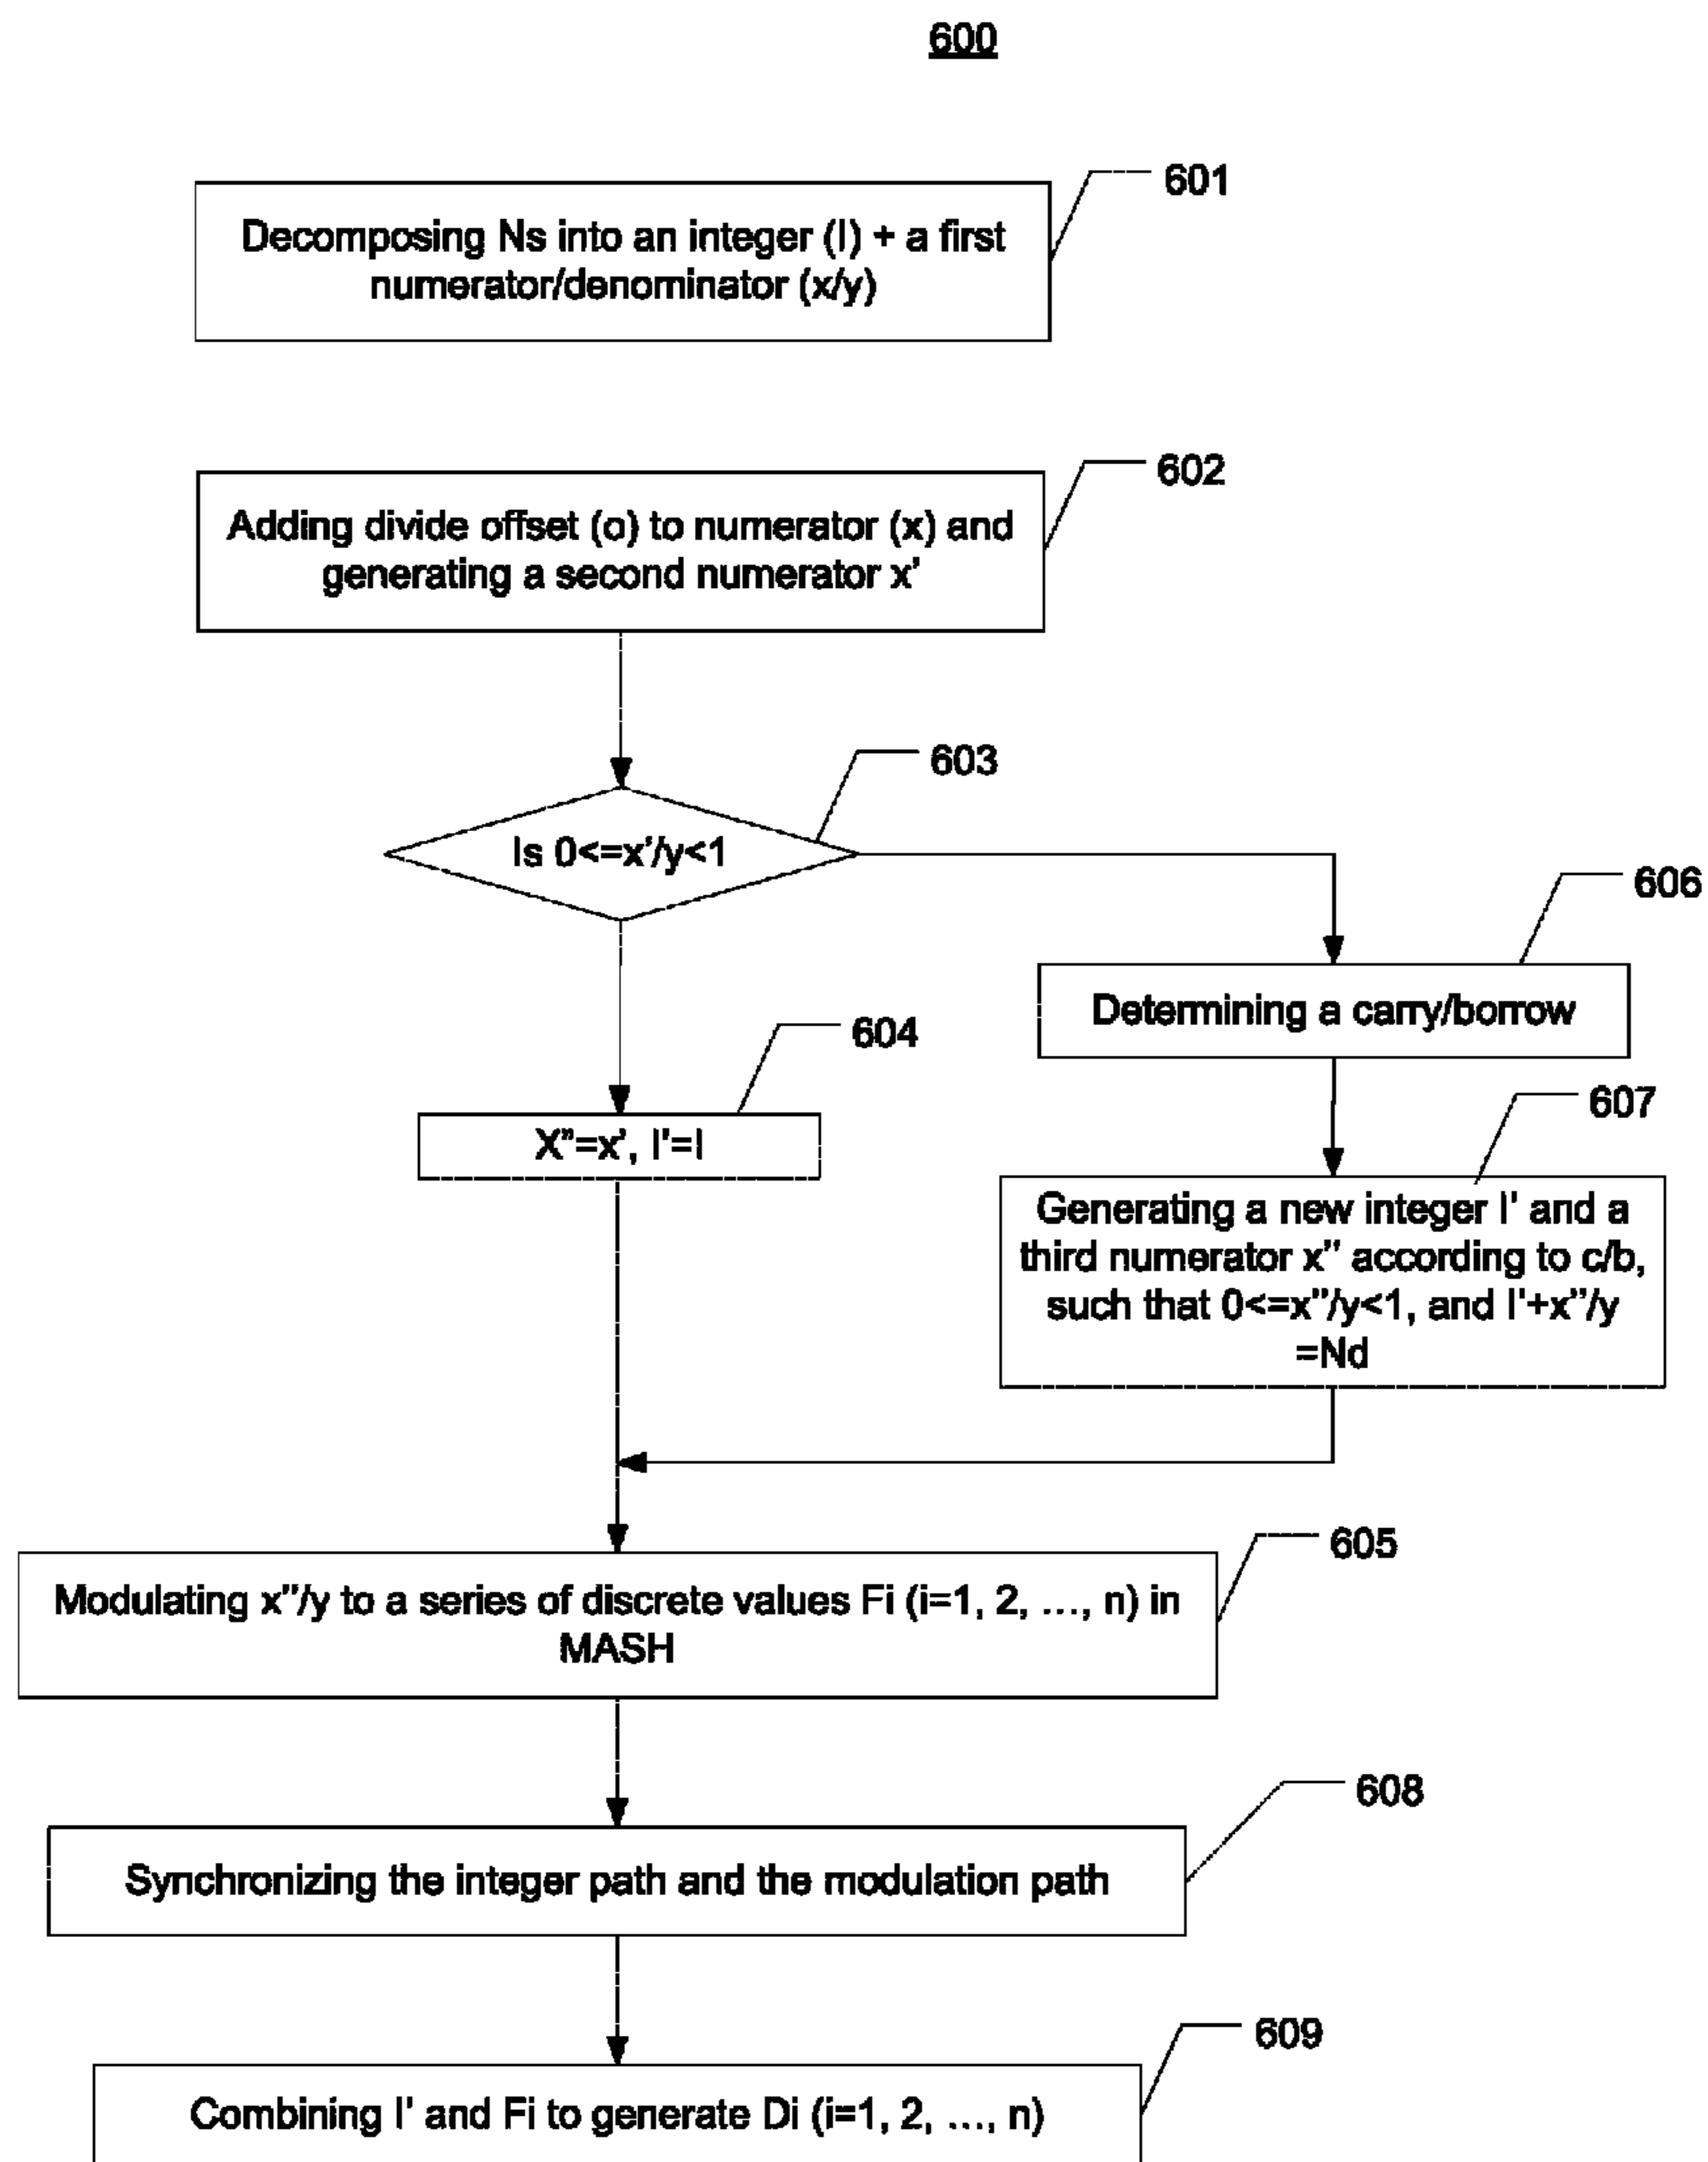 600
601
Decomposing Ns into an integer (I) + a first
numerator/denominator (x/y)
602
Adding divide offset (o) to numerator (x) and
generating a second numerator x'
603
Is 0<=x'/y<1
606
Determining a carry/borrow
604
X"=x', I'=I
607
Generating a new integer I' and a
third numerator x" according to c/b,
such that 0<=x"/y<1, and I'+x"/y
=Nd
605
Modulating x"/y to a series of discrete values Fi (i=1, 2, ..., n) in
MASH
608
Synchronizing the integer path and the modulation path
609
Combining I' and Fi to generate Di (i=1, 2, ..., n)